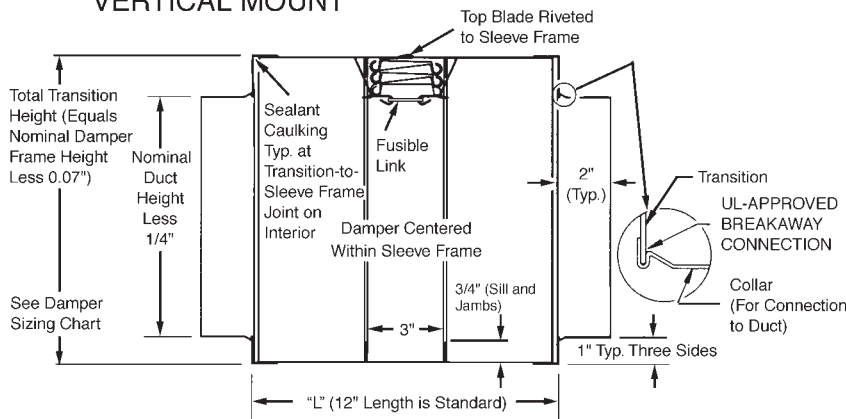 VERTICAL MOUNT
Top Blade Riveted
to Sleeve Frame
Total Transition
Height (Equals
Nominal Damper
Frame Height
Less 0.07")
See Damper
Sizing Chart
Nominal
Duct
Height
Less
1/4"
Sealant
Caulking
Typ. at
Transition-to-
Sleeve Frame
Joint on
Interior
Fusible
Link
Damper Centered
Within Sleeve Frame
2"
(Typ.)
3/4" (Sill and
Jambs)
3"
Transition
UL-APPROVED
BREAKAWAY
CONNECTION
Collar
(For Connection
to Duct)
1" Typ. Three Sides
"L" (12" Length is Standard)